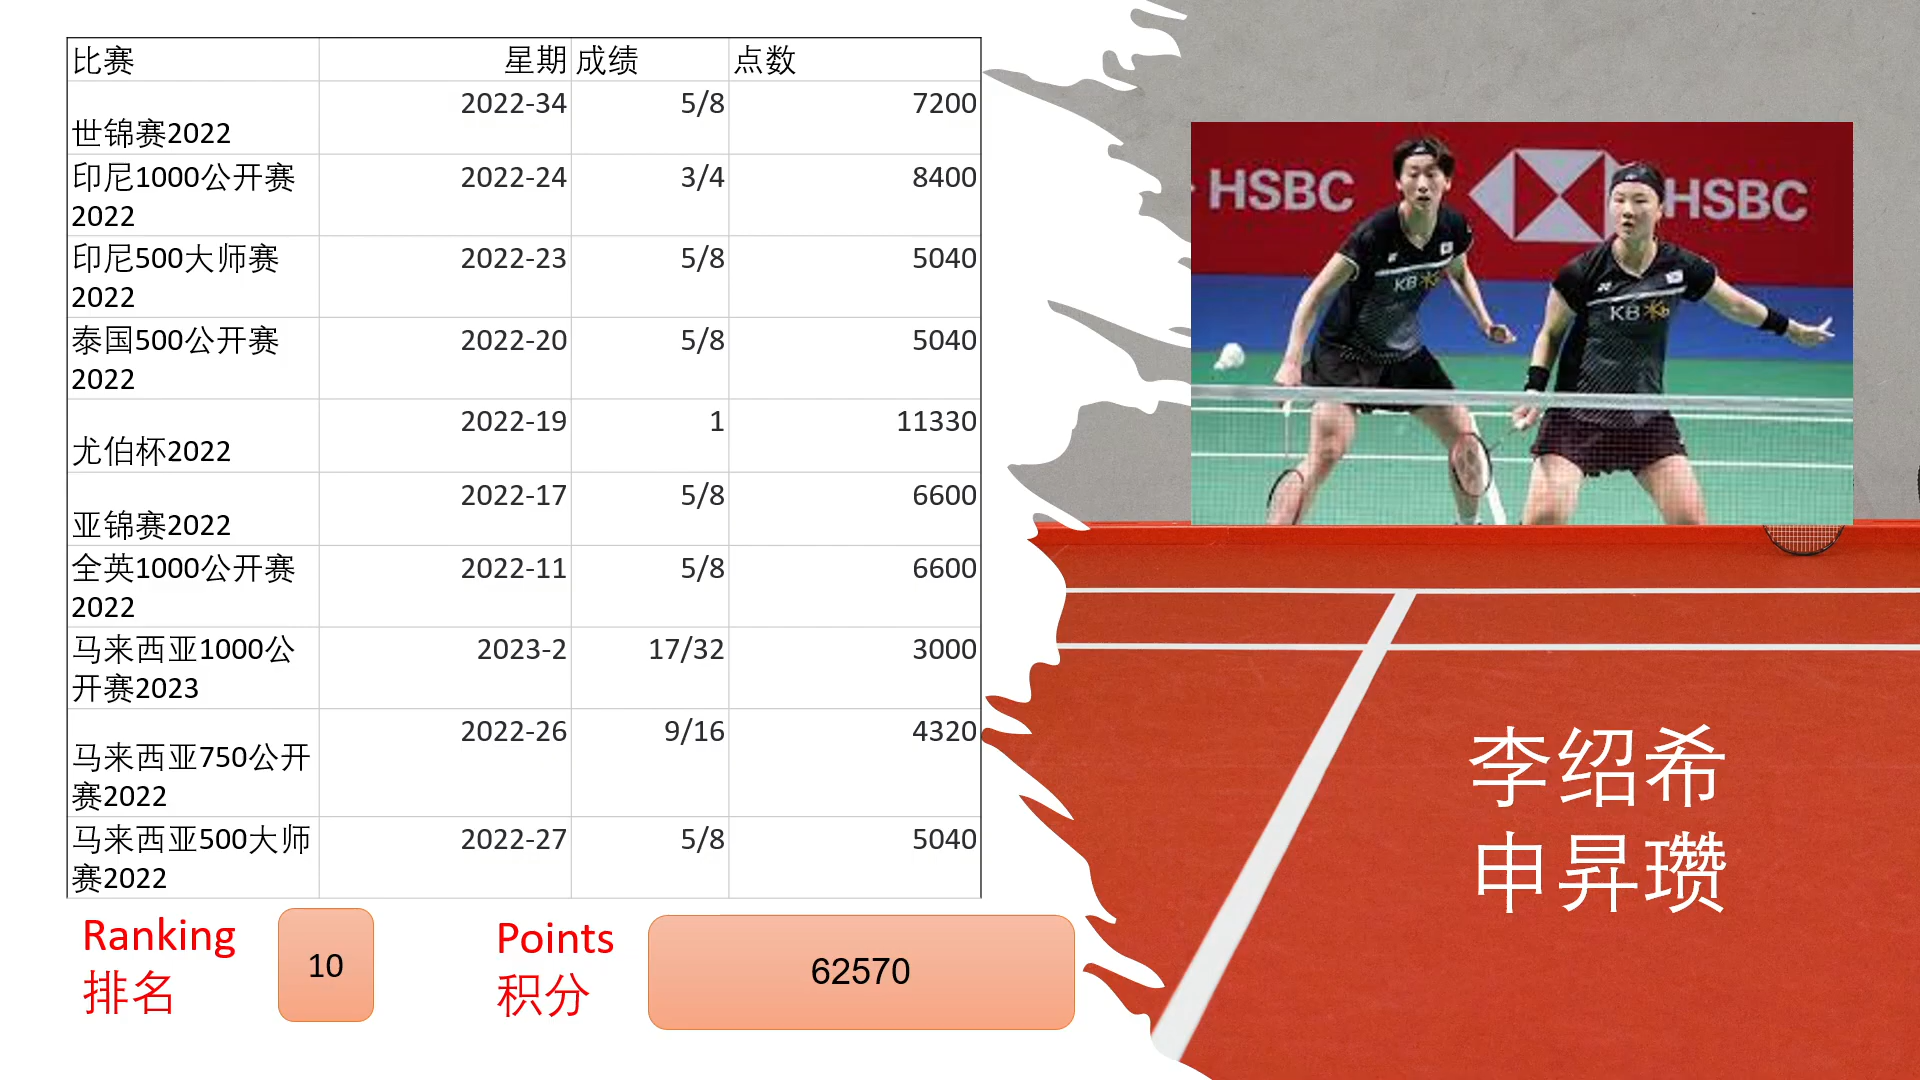 比赛 星期 成绩 点数
世锦赛2022 2022-34 5/8 7200
印尼1000公开赛 2022-24 3/4 8400
2022
印尼500大师赛 2022-23 5/8 5040
2022
泰国500公开赛 2022-20 5/8 5040
2022
尤伯杯2022 2022-19 1 11330
亚锦赛2022 2022-17 5/8 6600
全英1000公开赛 2022-11 5/8 6600
2022
马来西亚1000公 2023-2 17/32 3000
开赛2023
马来西亚750公开 2022-26 9/16 4320
赛2022
马来西亚500大师 2022-27 5/8 5040
赛2022
Ranking
排名
10
Points
积分
62570
HSBC HSBC
KB KB
李绍希
申昇瓒